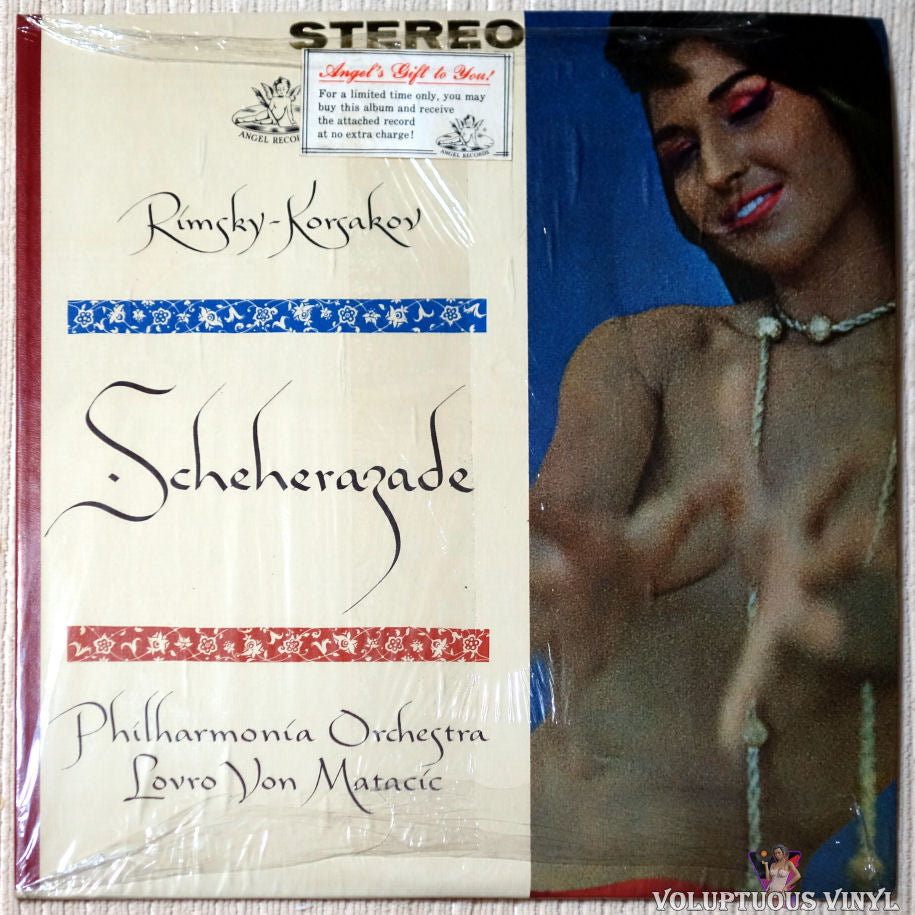 STEREO
Angel's Gift to You!
For a limited time only, you may
buy this album and receive
the attached record
at no extra charge!
ANGEL RECORDS
ANGEL RECO
Rimsky-Korsakov
Scheherazade
Philharmonia Orchestra
Lovro Von Matacic
VOLUPTUOUS VINYL